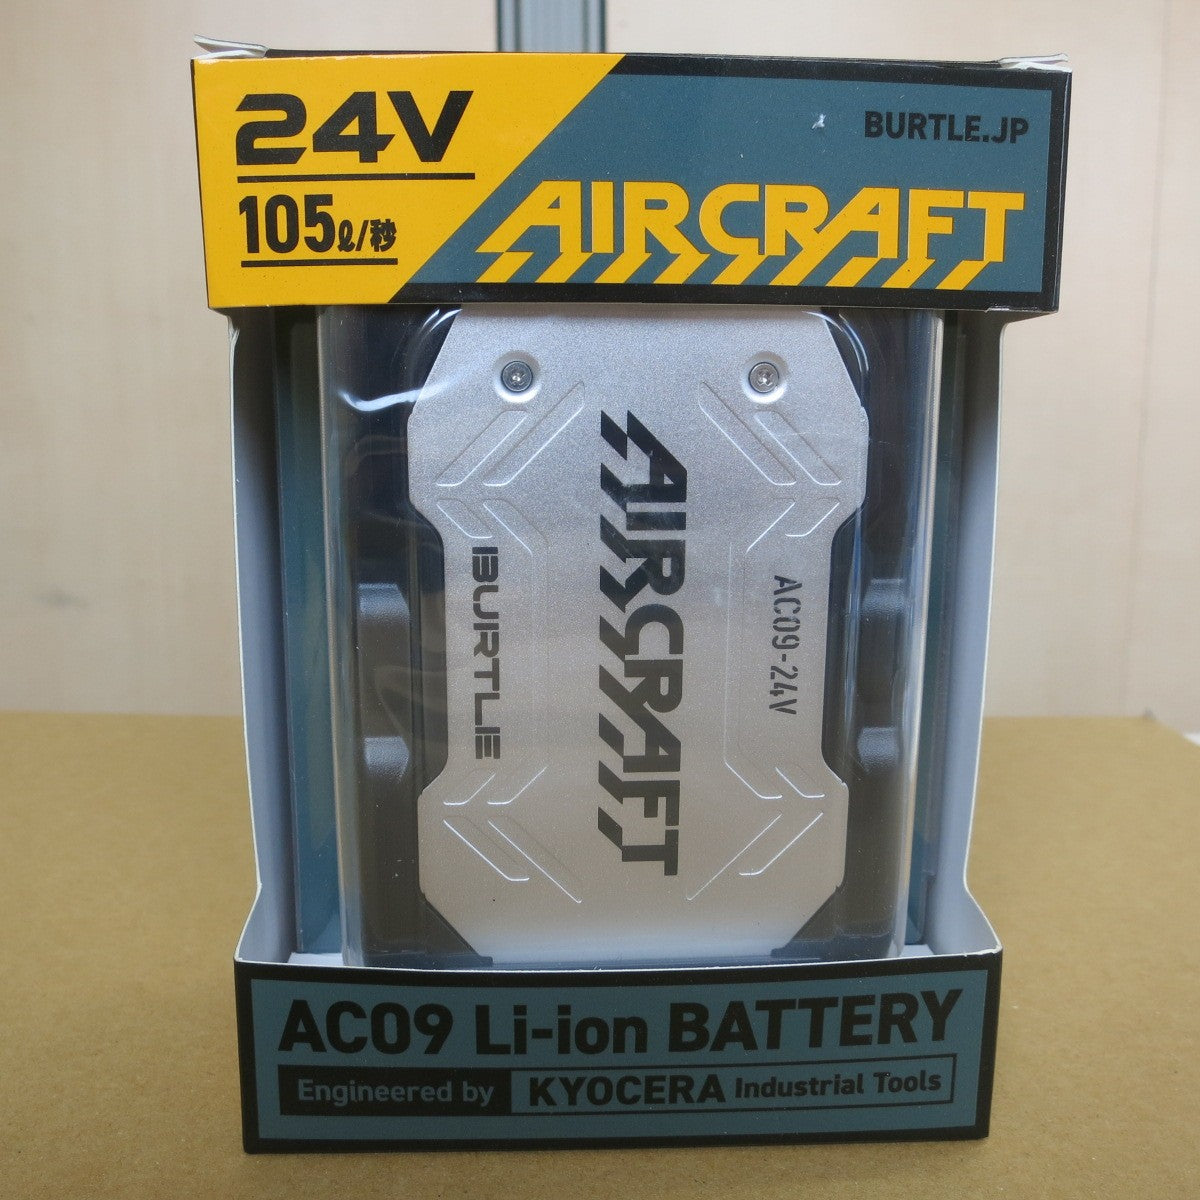 24V
105ℓ/秒
BURTLE.JP
AIRCRAFT
AIRCRAFT
BURTLE
AC09-24V
AC09 Li-ion BATTERY
Engineered by KYOCERA Industrial Tools